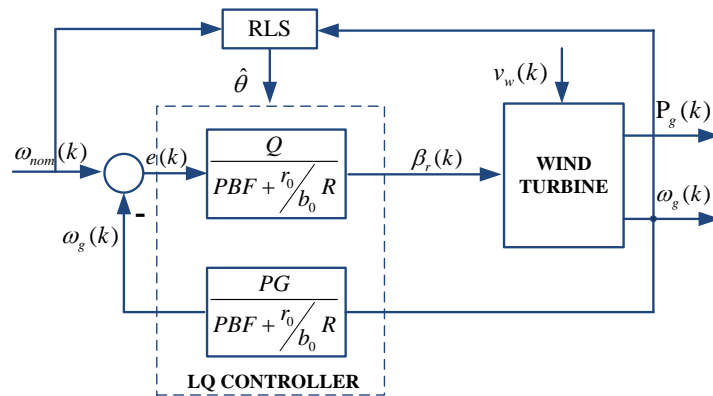 RLS
θ̂
v_w(k)
ω_nom(k)
e(k)
Q
PBF + r_0/b_0 R
β_r(k)
WIND
TURBINE
P_g(k)
ω_g(k)
-
ω_g(k)
PG
PBF + r_0/b_0 R
LQ CONTROLLER